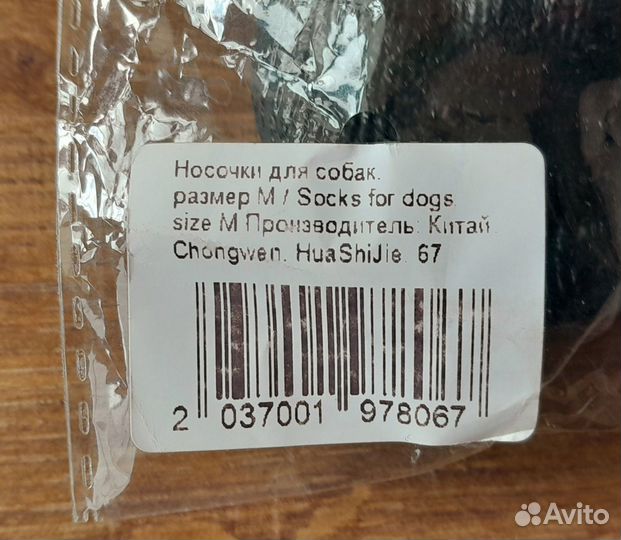 Носочки для собак.
размер M / Socks for dogs
size M Производитель: Китай.
Chongwen. HuaShiJie. 67
2 037001 978067
Avito